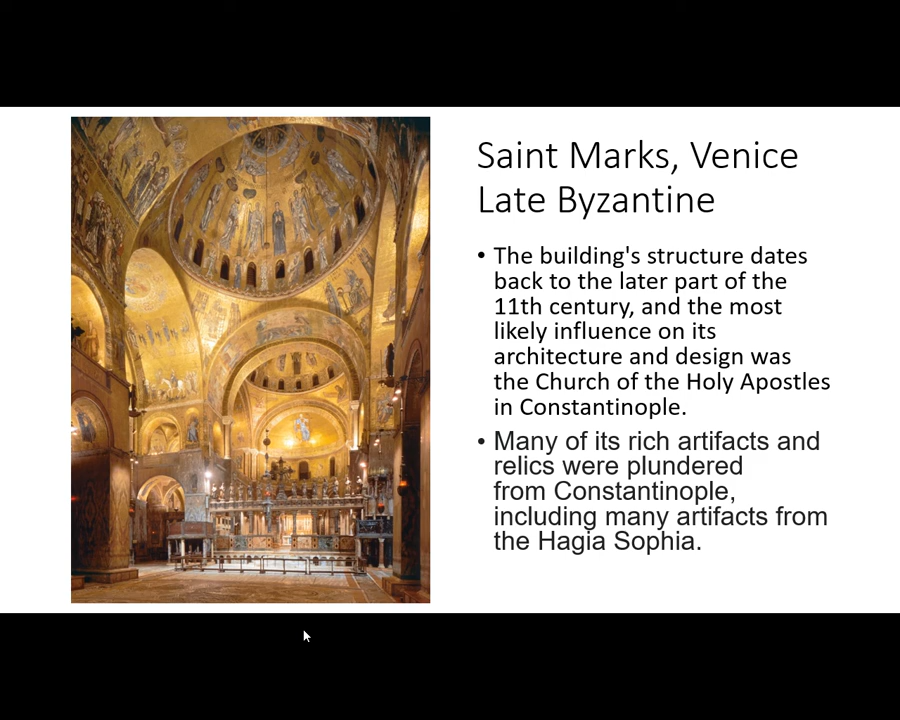 Saint Marks, Venice
Late Byzantine
• The building's structure dates
back to the later part of the
11th century, and the most
likely influence on its
architecture and design was
the Church of the Holy Apostles
in Constantinople.
• Many of its rich artifacts and
relics were plundered
from Constantinople,
including many artifacts from
the Hagia Sophia.